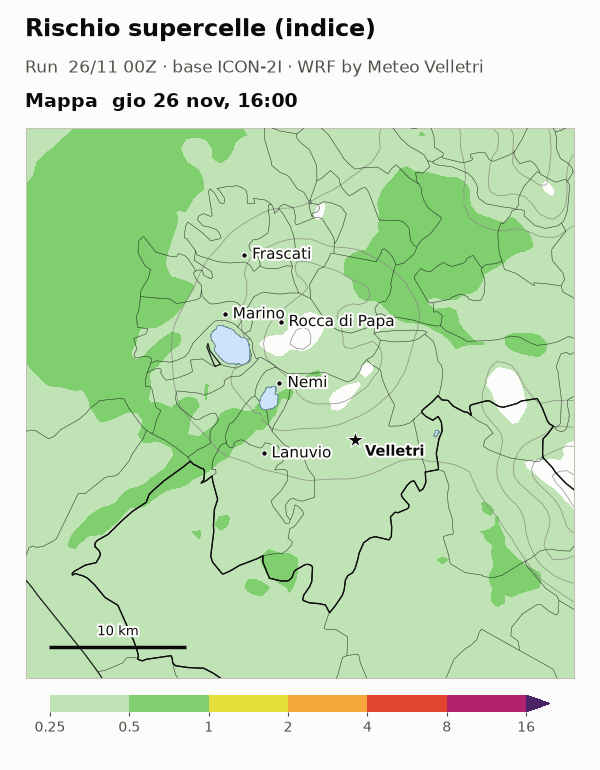 Rischio supercelle (indice)
Run 26/11 00Z · base ICON-2I · WRF by Meteo Velletri
Mappa gio 26 nov, 16:00
Frascati
Marino
Rocca di Papa
Nemi
Velletri
Lanuvio
10 km
0.25 0.5 1 2 4 8 16